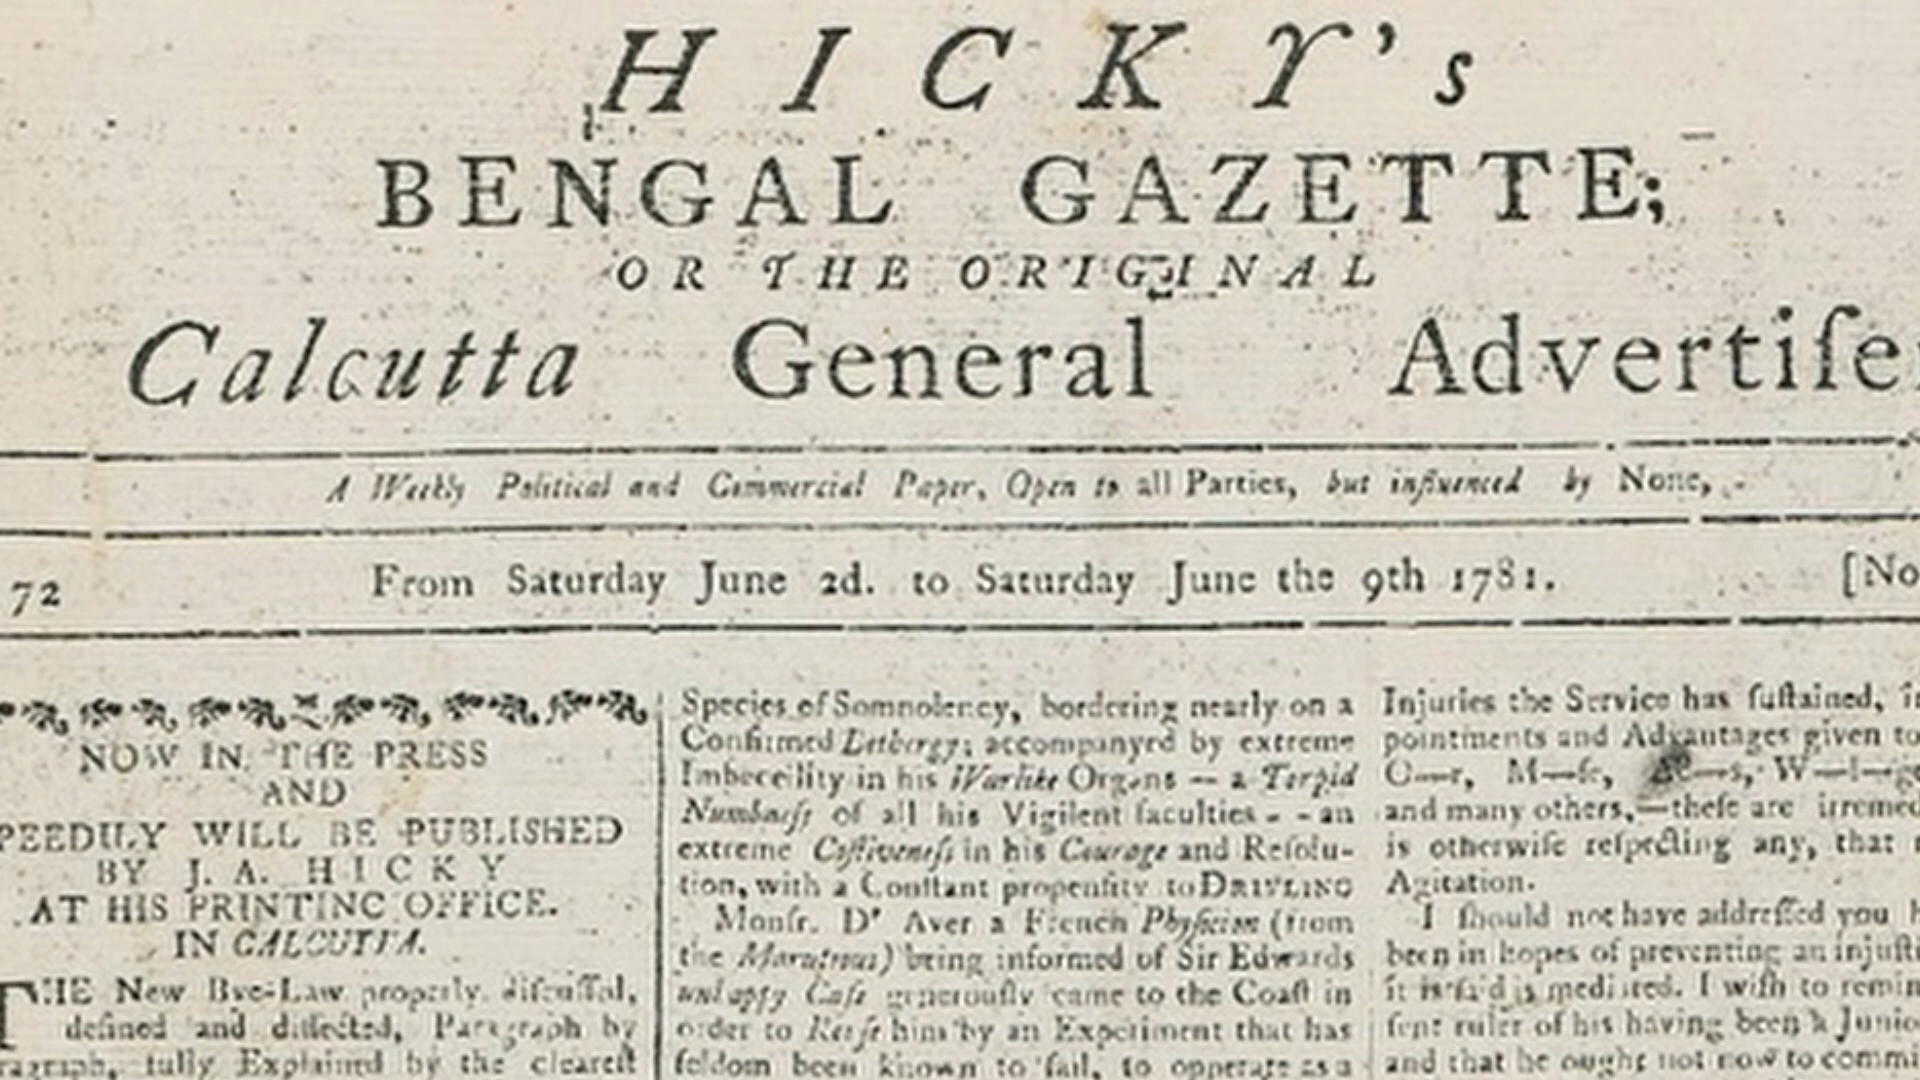 HICKY's
BENGAL GAZETTE;
OR THE ORIGINAL
Calcutta General Advertiſe
A Weekly Political and Commercial Paper, Open to all Parties, but influenced by None,
72 From Saturday June 2d. to Saturday June the 9th 1781. [No
NOW IN THE PRESS
AND
PEEDILY WILL BE PUBLISHED
BY J. A. HICKY
AT HIS PRINTING OFFICE.
IN CALCUTTA.
THE New Bye-Law properly diſcuſſed,
defined and diſſected, Paragraph by
ragraph, fully Explained by the cleareſt
Species of Somnolency, bordering nearly on a
Confirmed Lethergy; accompanyed by extreme
Imbecility in his Warlike Organs — a Torpid
Numbneſs of all his Vigilent faculties - - an
extreme Coſtiveneſs in his Courage and Reſolu-
tion, with a Conſtant propenſity to DRIVLING
Monſr. D' Aver a French Phyſician (from
the ) being informed of Sir Edwards
unhappy Caſe generouſly came to the Coaſt in
order to him by an Experiment that has
ſeldom been known to fail, to opperate as a
Injuries the Service has ſuſtained, i
pointments and Advantages given to
and many others,—theſe are irremed
is otherwiſe reſpecting any, that
Agitation.
I ſhould not have addreſſed you h
been in hopes of preventing an injuſti
it is ſaid is mediated. I wiſh to remin
ſent ruler of his having been a Junio
and that he ought not now to commi